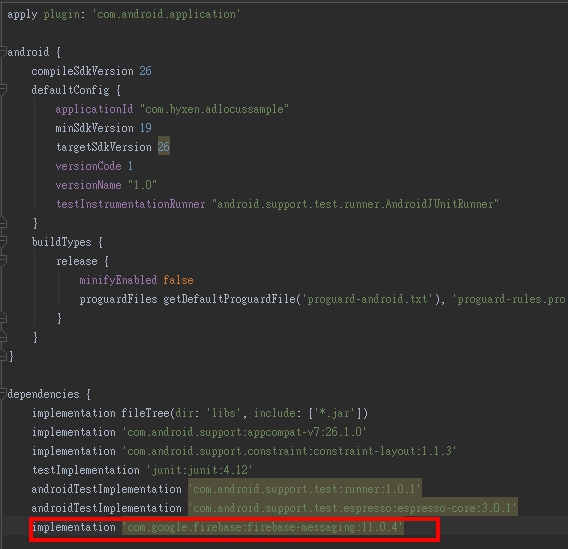 apply plugin: 'com.android.application'
android {
compileSdkVersion 26
defaultConfig {
applicationId "com.hyxen.adlocussample"
minSdkVersion 19
targetSdkVersion 26
versionCode 1
versionName "1.0"
testInstrumentationRunner "android.support.test.runner.AndroidJUnitRunner"
}
buildTypes {
release {
minifyEnabled false
proguardFiles getDefaultProguardFile('proguard-android.txt'), 'proguard-rules.pro
}
}
}
dependencies {
implementation fileTree(dir: 'libs', include: ['*.jar'])
implementation 'com.android.support:appcompat-v7:26.1.0'
implementation 'com.android.support.constraint:constraint-layout:1.1.3'
testImplementation 'junit:junit:4.12'
androidTestImplementation 'com.android.support.test:runner:1.0.1'
androidTestImplementation 'com.android.support.test.espresso:espresso-core:3.0.1'
implementation 'com.google.firebase:firebase-messaging:11.0.4'